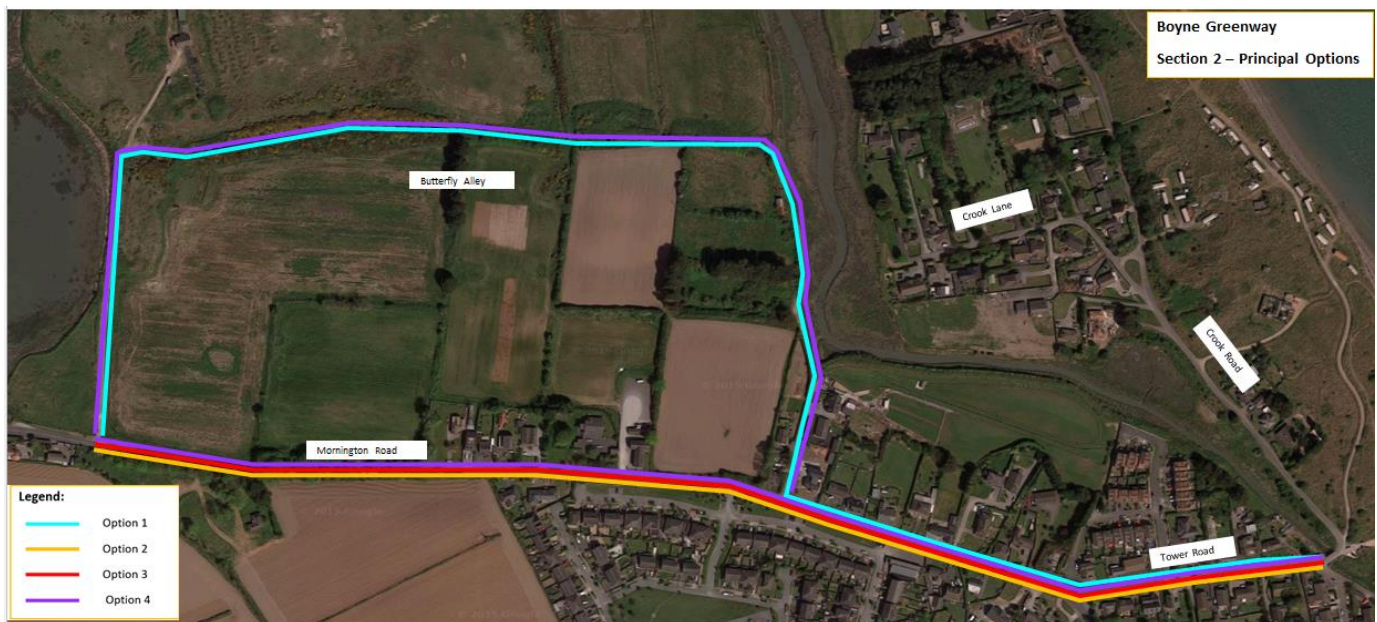 Boyne Greenway
Section 2 – Principal Options
Butterfly Alley
Crook Lane
Crook Road
Mornington Road
Tower Road
Legend:
Option 1
Option 2
Option 3
Option 4